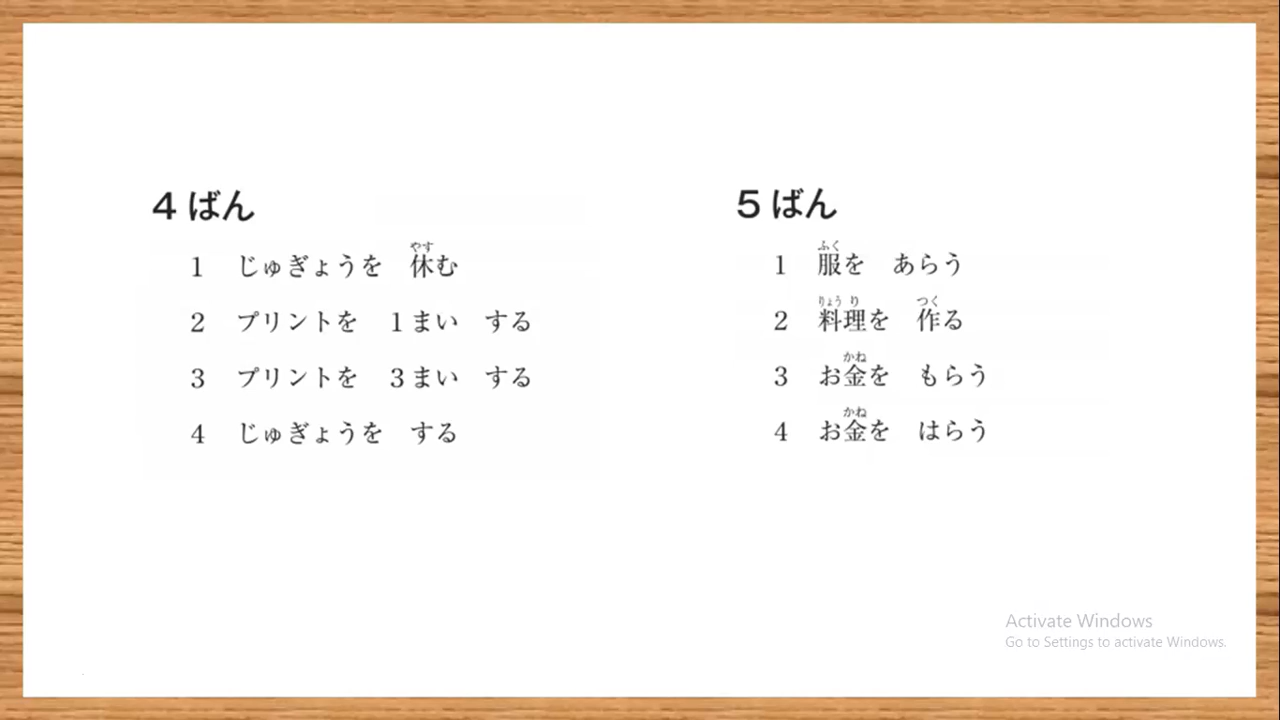 4 ばん
1 じゅぎょうを 休む
2 プリントを 1まい する
3 プリントを 3まい する
4 じゅぎょうを する
5 ばん
1 服を あらう
2 料理を 作る
3 お金を もらう
4 お金を はらう
Activate Windows
Go to Settings to activate Windows.